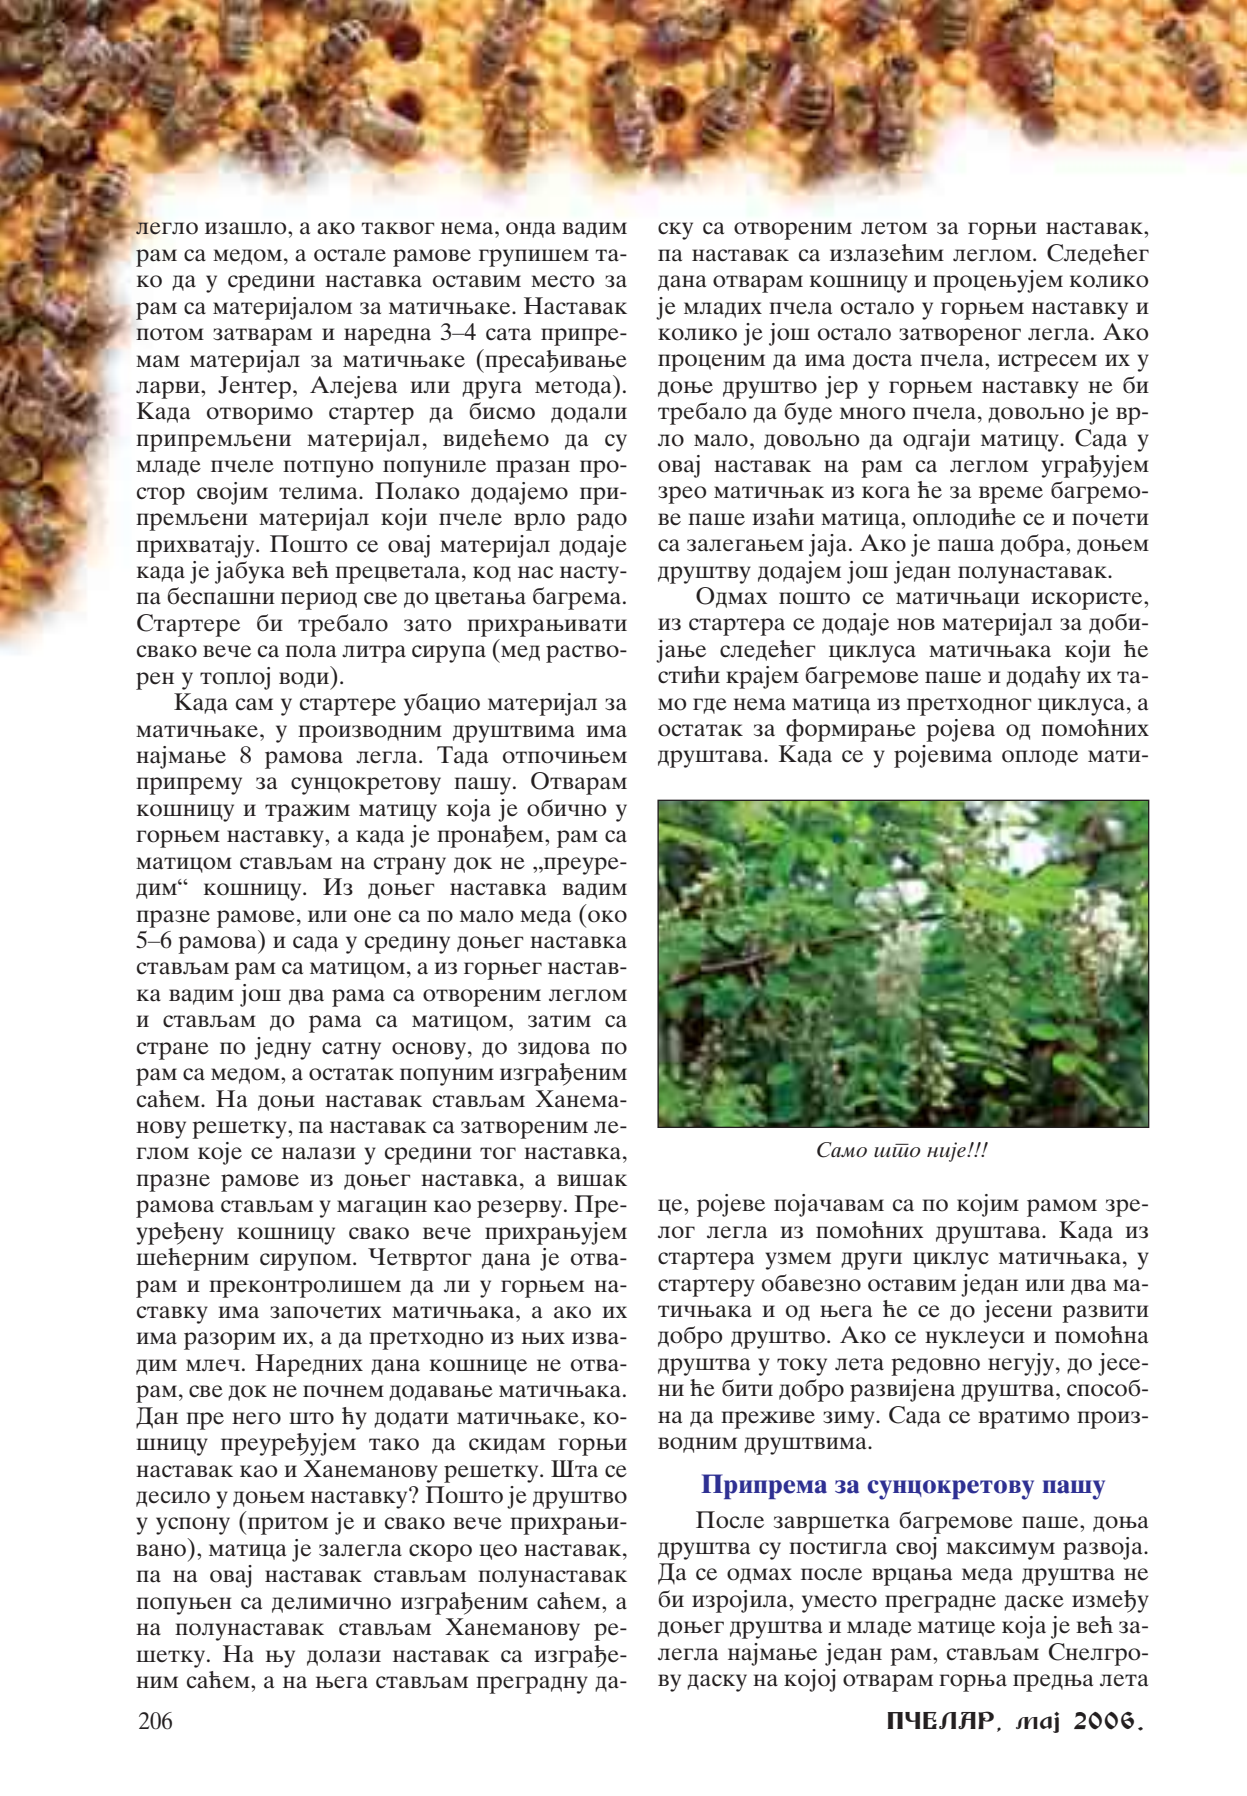 легло изашло, а ако таквог нема, онда вадим
рам са медом, а остале рамове групишем та-
ко да у средини наставка оставим место за
рам са материјалом за матичњаке. Наставак
потом затварам и наредна 3–4 сата припре-
мам материјал за матичњаке (пресађивање
ларви, Јентер, Алејева или друга метода).
Када отворимо стартер да бисмо додали
припремљени материјал, видећемо да су
младе пчеле потпуно попуниле празан про-
стор својим телима. Полако додајемо при-
премљени материјал који пчеле врло радо
прихватају. Пошто се овај материјал додаје
када је јабука већ прецветала, код нас насту-
па беспашни период све до цветања багрема.
Стартере би требало зато прихрањивати
свако вече са пола литра сирупа (мед раство-
рен у топлој води).
Када сам у стартере убацио материјал за
матичњаке, у производним друштвима има
најмање 8 рамова легла. Тада отпочињем
припрему за сунцокретову пашу. Отварам
кошницу и тражим матицу која је обично у
горњем наставку, а када је пронађем, рам са
матицом стављам на страну док не „преуре-
дим“ кошницу. Из доњег наставка вадим
празне рамове, или оне са по мало меда (око
5–6 рамова) и сада у средину доњег наставка
стављам рам са матицом, а из горњег настав-
ка вадим још два рама са отвореним леглом
и стављам до рама са матицом, затим са
стране по једну сатну основу, до зидова по
рам са медом, а остатак попуним изграђеним
саћем. На доњи наставак стављам Ханема-
нову решетку, па наставак са затвореним ле-
глом које се налази у средини тог наставка,
празне рамове из доњег наставка, а вишак
рамова стављам у магацин као резерву. Пре-
уређену кошницу свако вече прихрањујем
шећерним сирупом. Четвртог дана је отва-
рам и преконтролишем да ли у горњем на-
ставку има започетих матичњака, а ако их
има разорим их, а да претходно из њих изва-
дим млеч. Наредних дана кошнице не отва-
рам, све док не почнем додавање матичњака.
Дан пре него што ћу додати матичњаке, ко-
шницу преуређујем тако да скидам горњи
наставак као и Ханеманову решетку. Шта се
десило у доњем наставку? Пошто је друштво
у успону (притом је и свако вече прихрањи-
вано), матица је залегла скоро цео наставак,
па на овај наставак стављам полунаставак
попуњен са делимично изграђеним саћем, а
на полунаставак стављам Ханеманову ре-
шетку. На њу долази наставак са изграђе-
ним саћем, а на њега стављам преградну да-
ску са отвореним летом за горњи наставак,
па наставак са излазећим леглом. Следећег
дана отварам кошницу и процењујем колико
је младих пчела остало у горњем наставку и
колико је још остало затвореног легла. Ако
проценим да има доста пчела, истресем их у
доње друштво јер у горњем наставку не би
требало да буде много пчела, довољно је вр-
ло мало, довољно да одгаји матицу. Сада у
овај наставак на рам са леглом уграђујем
зрео матичњак из кога ће за време багремо-
ве паше изаћи матица, оплодиће се и почети
са залегањем јаја. Ако је паша добра, доњем
друштву додајем још један полунаставак.
Одмах пошто се матичњаци искористе,
из стартера се додаје нов материјал за доби-
јање следећег циклуса матичњака који ће
стићи крајем багремове паше и додаћу их та-
мо где нема матица из претходног циклуса, а
остатак за формирање ројева од помоћних
друштава. Када се у ројевима оплоде мати-
Само што није!!!
це, ројеве појачавам са по којим рамом зре-
лог легла из помоћних друштава. Када из
стартера узмем други циклус матичњака, у
стартеру обавезно оставим један или два ма-
тичњака и од њега ће се до јесени развити
добро друштво. Ако се нуклеуси и помоћна
друштва у току лета редовно негују, до јесе-
ни ће бити добро развијена друштва, способ-
на да преживе зиму. Сада се вратимо произ-
водним друштвима.
Припрема за сунцокретову пашу
После завршетка багремове паше, доња
друштва су постигла свој максимум развоја.
Да се одмах после врцања меда друштва не
би изројила, уместо преградне даске између
доњег друштва и младе матице која је већ за-
легла најмање један рам, стављам Снелгро-
ву даску на којој отварам горња предња лета
206
ПЧЕЛАР, мај 2006.